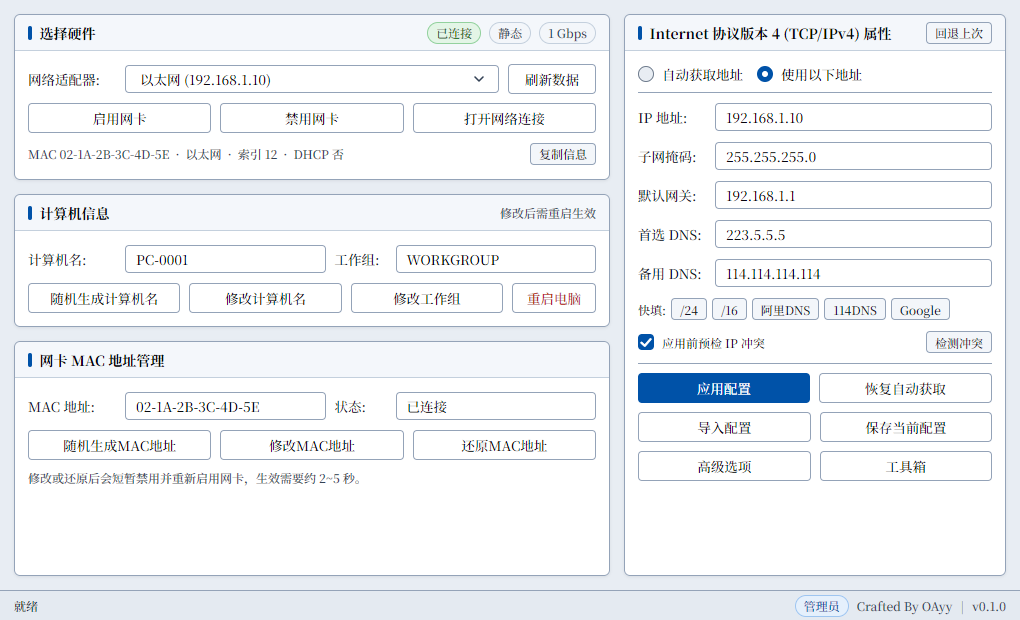 选择硬件
已连接 静态 1 Gbps
网络适配器: 以太网 (192.168.1.10) 刷新数据
启用网卡 禁用网卡 打开网络连接
MAC 02-1A-2B-3C-4D-5E · 以太网 · 索引 12 · DHCP 否 复制信息
计算机信息 修改后需重启生效
计算机名: PC-0001 工作组: WORKGROUP
随机生成计算机名 修改计算机名 修改工作组 重启电脑
网卡 MAC 地址管理
MAC 地址: 02-1A-2B-3C-4D-5E 状态: 已连接
随机生成MAC地址 修改MAC地址 还原MAC地址
修改或还原后会短暂禁用并重新启用网卡, 生效需要约 2~5 秒。
Internet 协议版本 4 (TCP/IPv4) 属性 回退上次
自动获取地址 使用以下地址
IP 地址: 192.168.1.10
子网掩码: 255.255.255.0
默认网关: 192.168.1.1
首选 DNS: 223.5.5.5
备用 DNS: 114.114.114.114
快填: /24 /16 阿里DNS 114DNS Google
应用前预检 IP 冲突 检测冲突
应用配置 恢复自动获取
导入配置 保存当前配置
高级选项 工具箱
就绪 管理员 Crafted By OAyy | v0.1.0